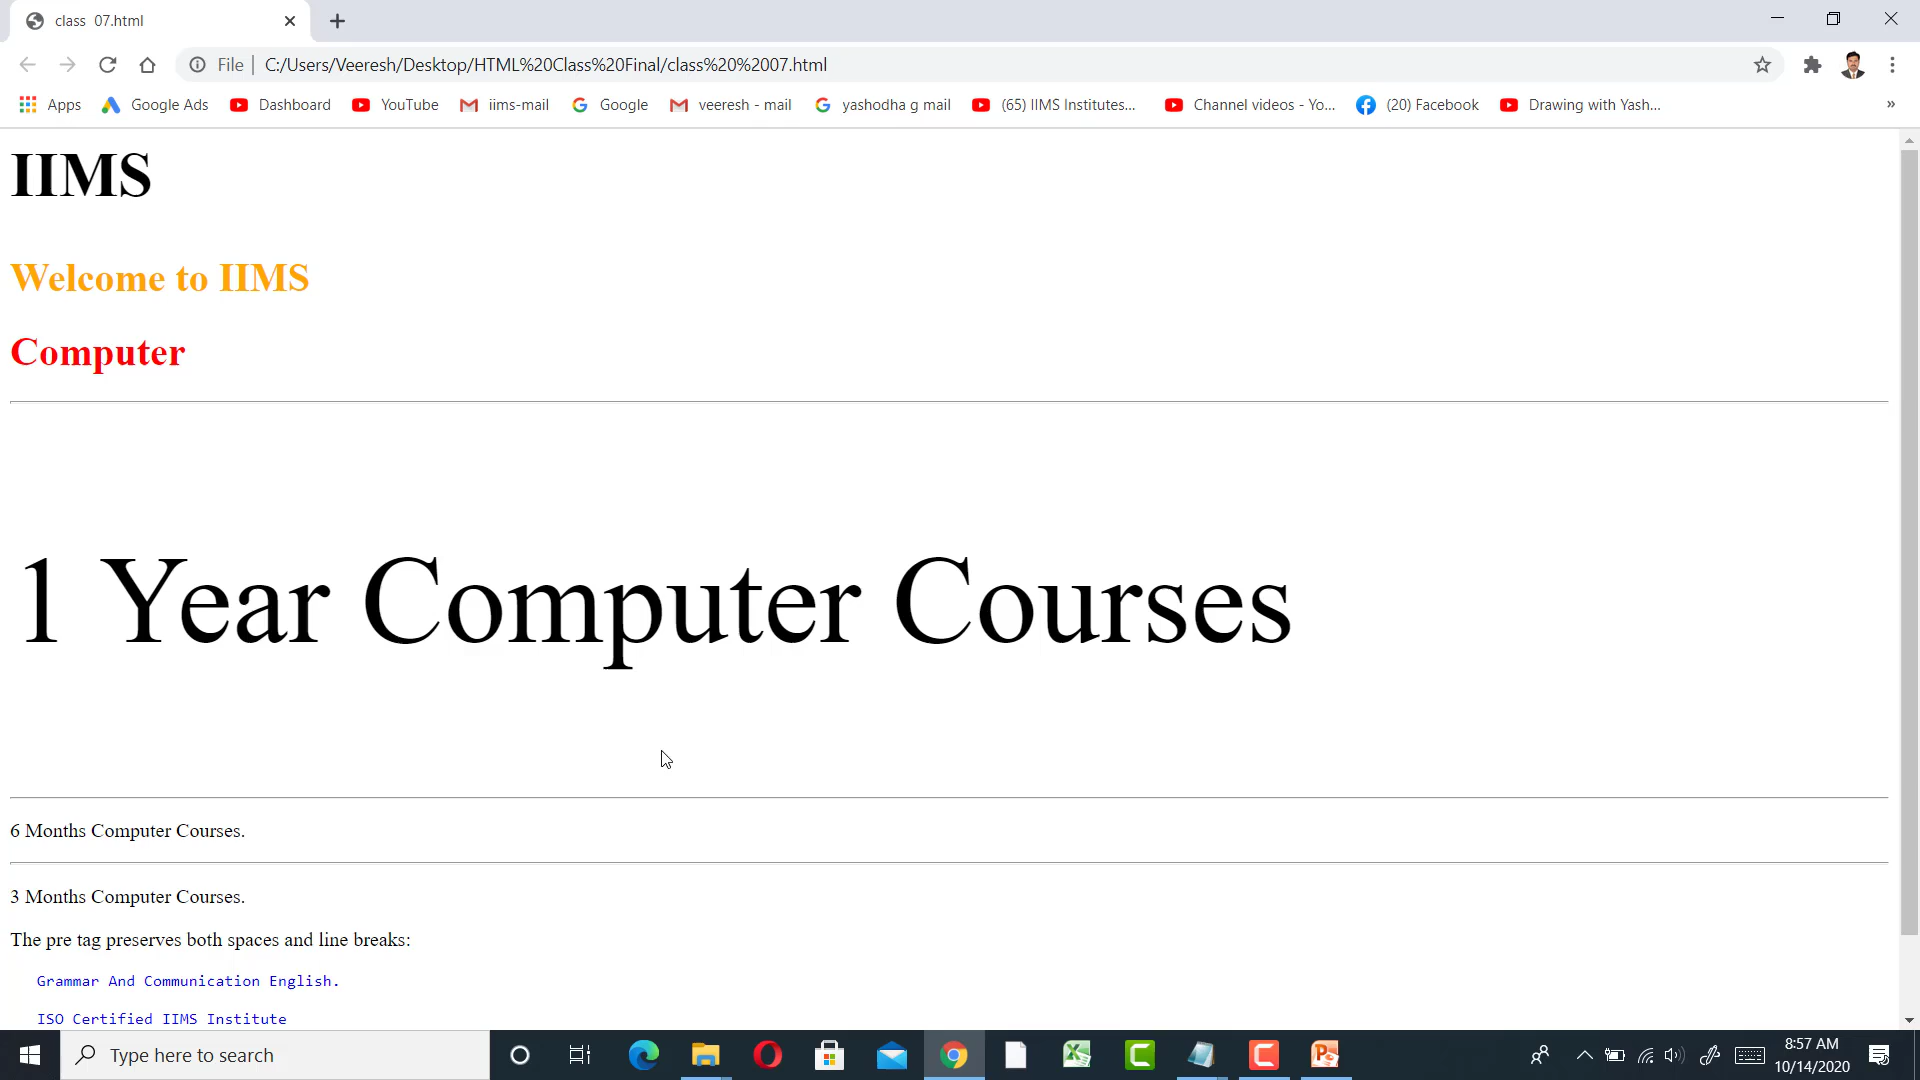 class  07.html
File | C:/Users/Veeresh/Desktop/HTML%20Class%20Final/class%20%2007.html
Apps Google Ads Dashboard YouTube iims-mail Google veeresh - mail yashodha g mail (65) IIMS Institutes... Channel videos - Yo... (20) Facebook Drawing with Yash... »
IIMS
Welcome to IIMS
Computer
1 Year Computer Courses
6 Months Computer Courses.
3 Months Computer Courses.
The pre tag preserves both spaces and line breaks:
Grammar And Communication English.
ISO Certified IIMS Institute
Type here to search
8:57 AM
10/14/2020